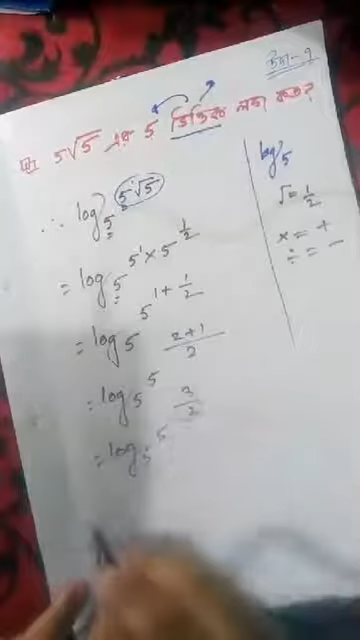 উদা-৭
প্রঃ 5√5 এর 5 ভিত্তিক লগ কত?
∴ log₅ 5¹√5
= log₅ 5¹ × 5^{1/2}
= log₅ 5^{1 + 1/2}
= log₅ 5^{(2+1)/2}
= log₅ 5^{3/2}
= log₅ 5
log₅
√ = 1/2
× = +
÷ = −